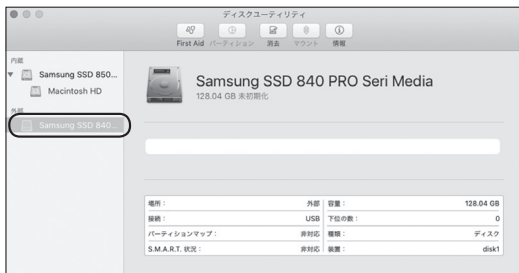 ディスクユーティリティ
First Aid パーティション 消去 マウント 情報
内蔵
Samsung SSD 850...
Macintosh HD
外部
Samsung SSD 840...
Samsung SSD 840 PRO Seri Media
128.04 GB 未初期化
場所： 外部 容量： 128.04 GB
接続： USB 下位の数： 0
パーティションマップ： 非対応 種類： ディスク
S.M.A.R.T. 状況： 非対応 装置： disk1